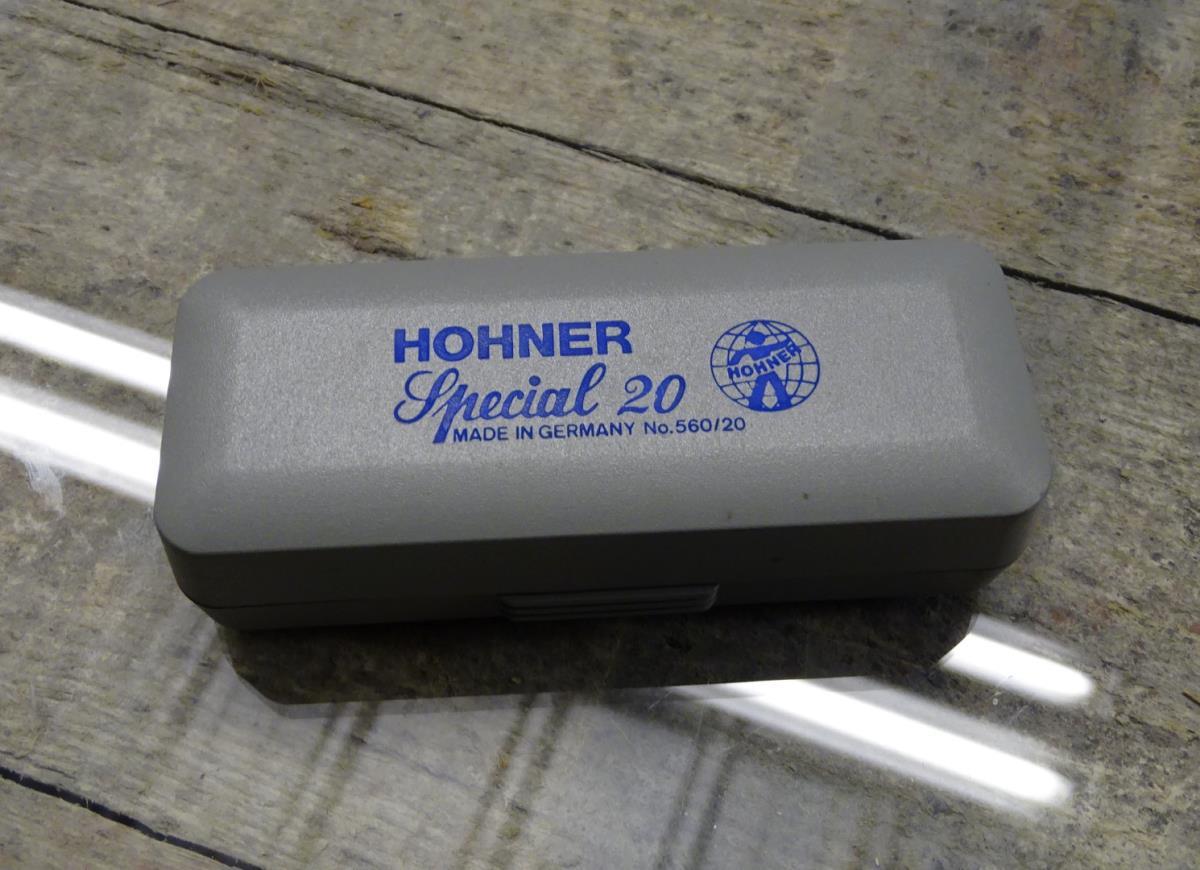 HOHNER
Special 20
MADE IN GERMANY No.560/20
HOHNER